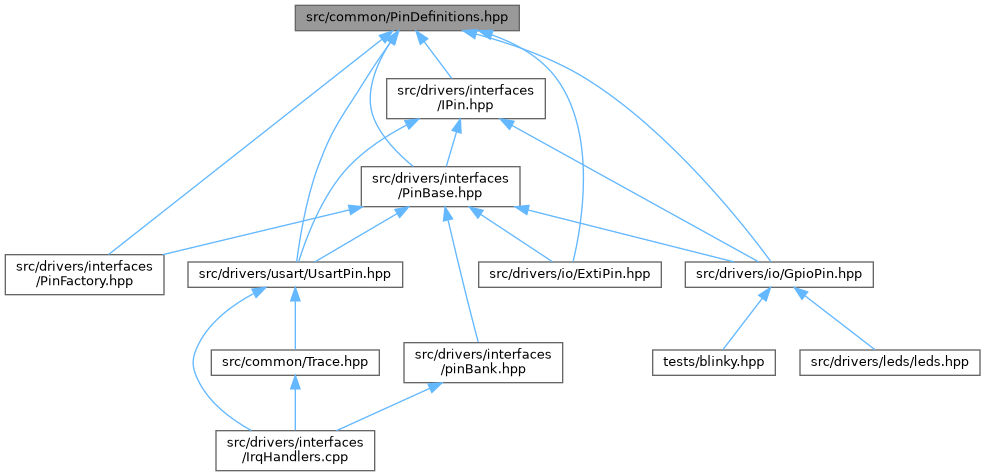 src/common/PinDefinitions.hpp
src/drivers/interfaces
/IPin.hpp
src/drivers/interfaces
/PinBase.hpp
src/drivers/interfaces
/PinFactory.hpp
src/drivers/usart/UsartPin.hpp
src/drivers/io/ExtiPin.hpp
src/drivers/io/GpioPin.hpp
src/common/Trace.hpp
src/drivers/interfaces
/pinBank.hpp
tests/blinky.hpp
src/drivers/leds/leds.hpp
src/drivers/interfaces
/IrqHandlers.cpp